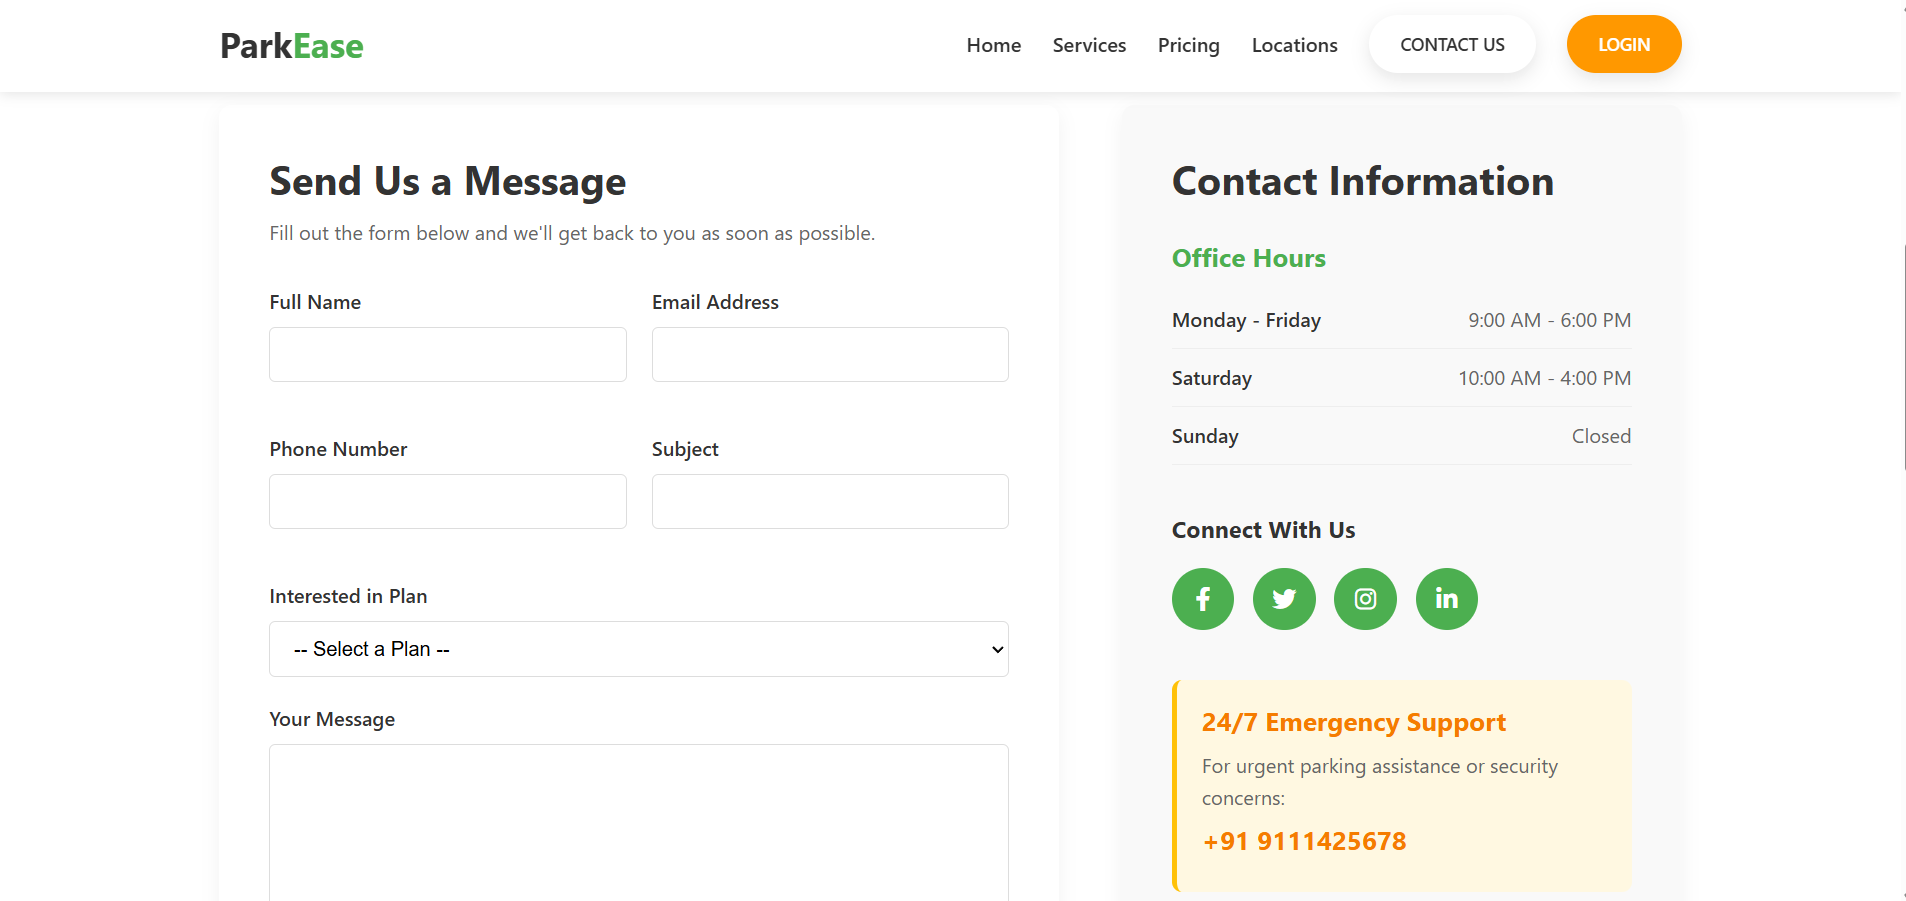 ParkEase
Home Services Pricing Locations CONTACT US LOGIN
Send Us a Message
Fill out the form below and we'll get back to you as soon as possible.
Full Name
Email Address
Phone Number
Subject
Interested in Plan
-- Select a Plan --
Your Message
Contact Information
Office Hours
Monday - Friday 9:00 AM - 6:00 PM
Saturday 10:00 AM - 4:00 PM
Sunday Closed
Connect With Us
24/7 Emergency Support
For urgent parking assistance or security
concerns:
+91 9111425678